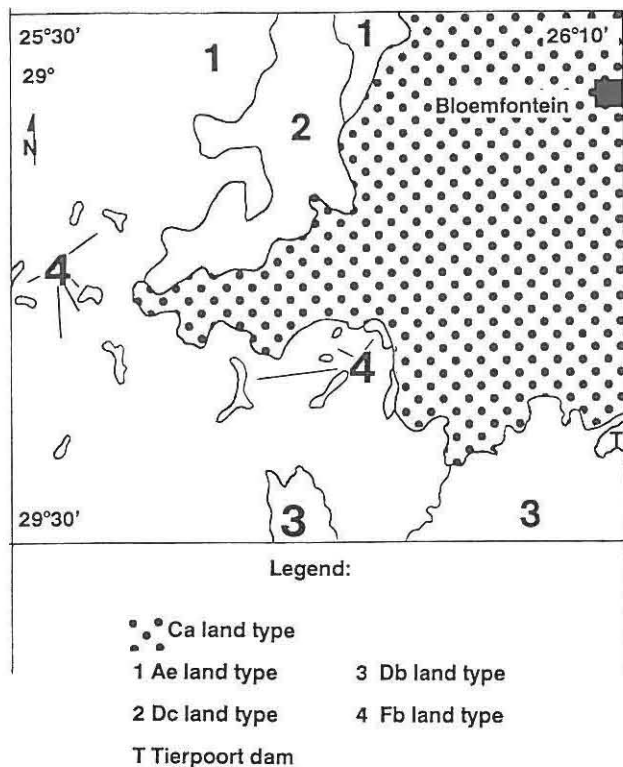 25°30’ 1 1 26°10’
29°
Bloemfontein
N 2
4
4
T
29°30’ 3 3
Legend:
Ca land type
1 Ae land type 3 Db land type
2 Dc land type 4 Fb land type
T Tierpoort dam